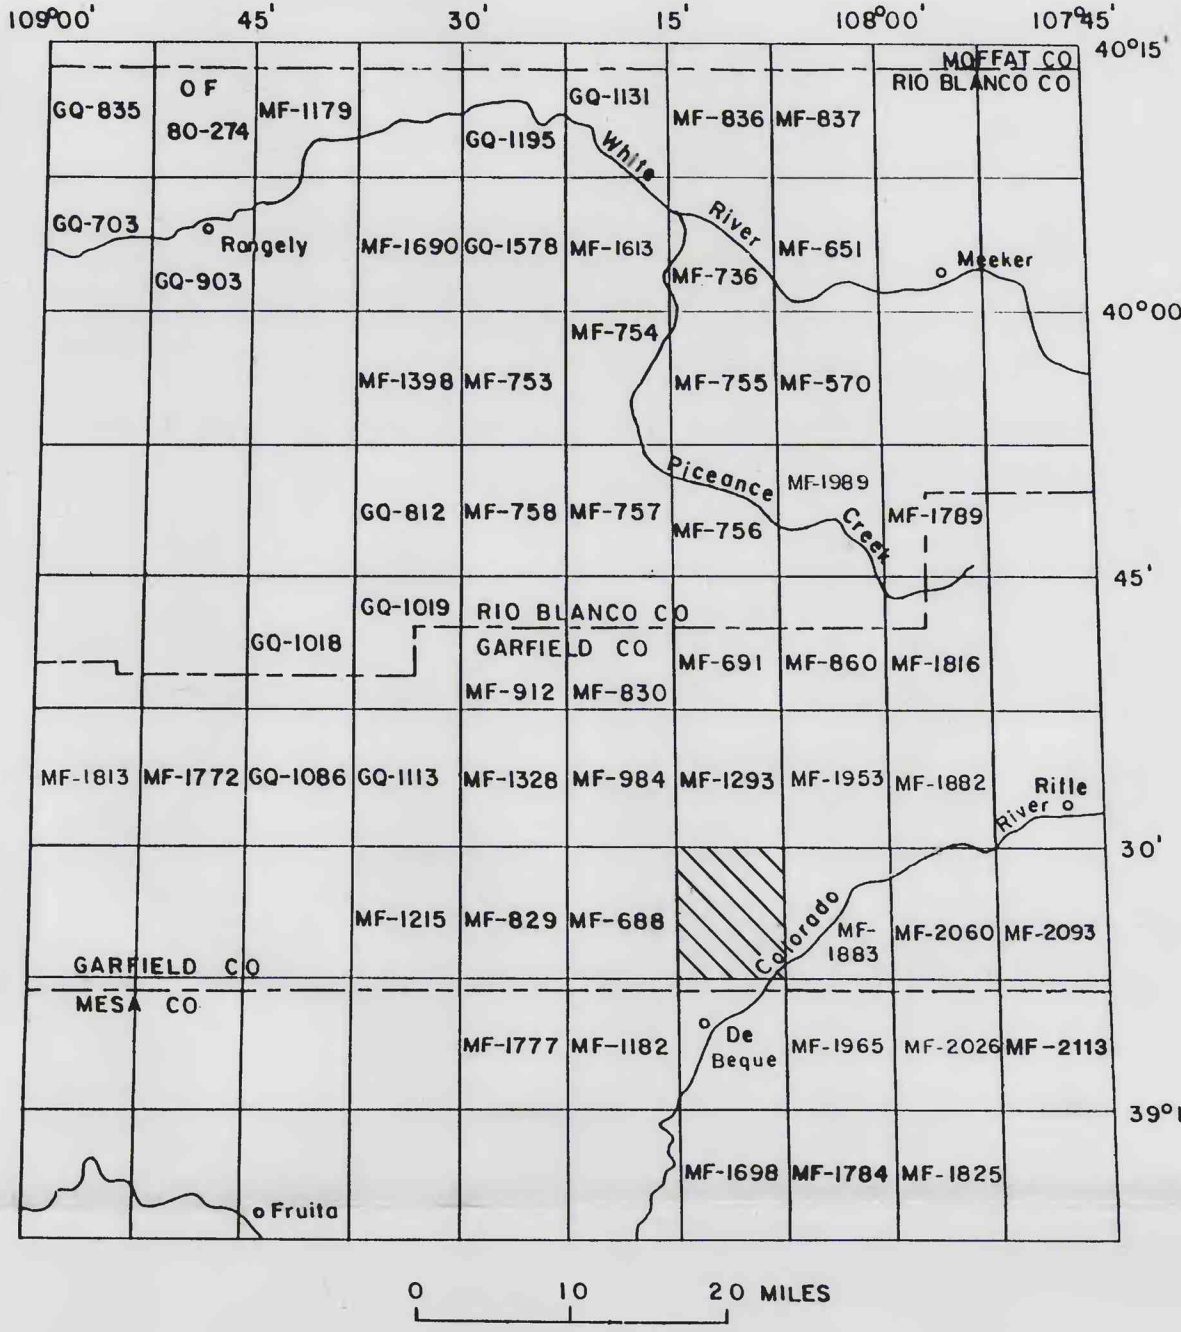 109°00'
45'
30'
15'
108°00'
107°45'
40°15'
MOFFAT CO
RIO BLANCO CO
GQ-835
OF
80-274
MF-1179
GQ-1131
GQ-1195
MF-836
MF-837
White
River
GQ-703
Rangely
GQ-903
MF-1690
GQ-1578
MF-1613
MF-736
MF-651
Meeker
40°00
MF-754
MF-1398
MF-753
MF-755
MF-570
Piceance
Creek
MF-1989
GQ-812
MF-758
MF-757
MF-756
MF-1789
45'
GQ-1019
RIO BLANCO CO
GQ-1018
GARFIELD CO
MF-691
MF-860
MF-1816
MF-912
MF-830
MF-1813
MF-1772
GQ-1086
GQ-1113
MF-1328
MF-984
MF-1293
MF-1953
MF-1882
Rifle
River
30'
Colorado
MF-1215
MF-829
MF-688
MF-
1883
MF-2060
MF-2093
GARFIELD CO
MESA CO
MF-1777
MF-1182
De
Beque
MF-1965
MF-2026
MF-2113
39°1
MF-1698
MF-1784
MF-1825
Fruita
0 10 20 MILES